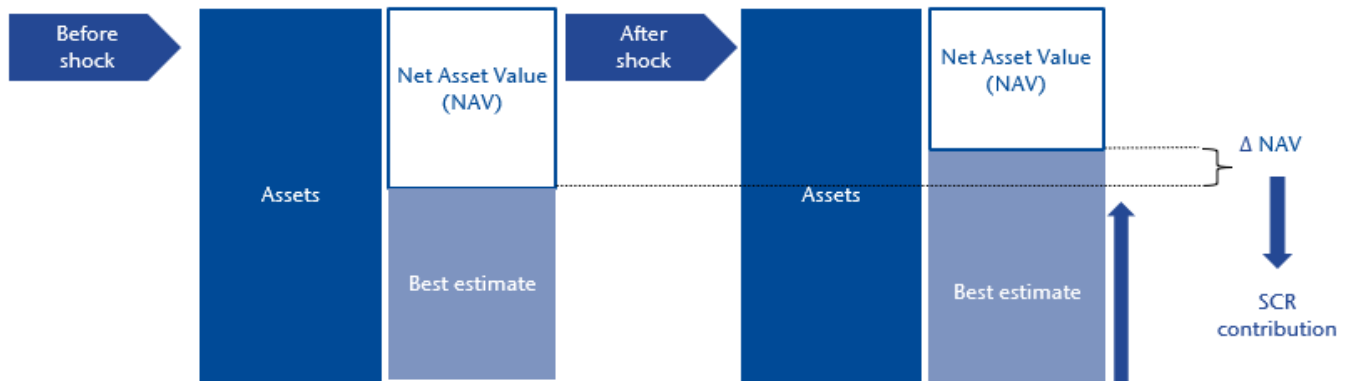 Before
shock
Assets
Net Asset Value
(NAV)
Best estimate
After
shock
Assets
Net Asset Value
(NAV)
Best estimate
Δ NAV
SCR
contribution